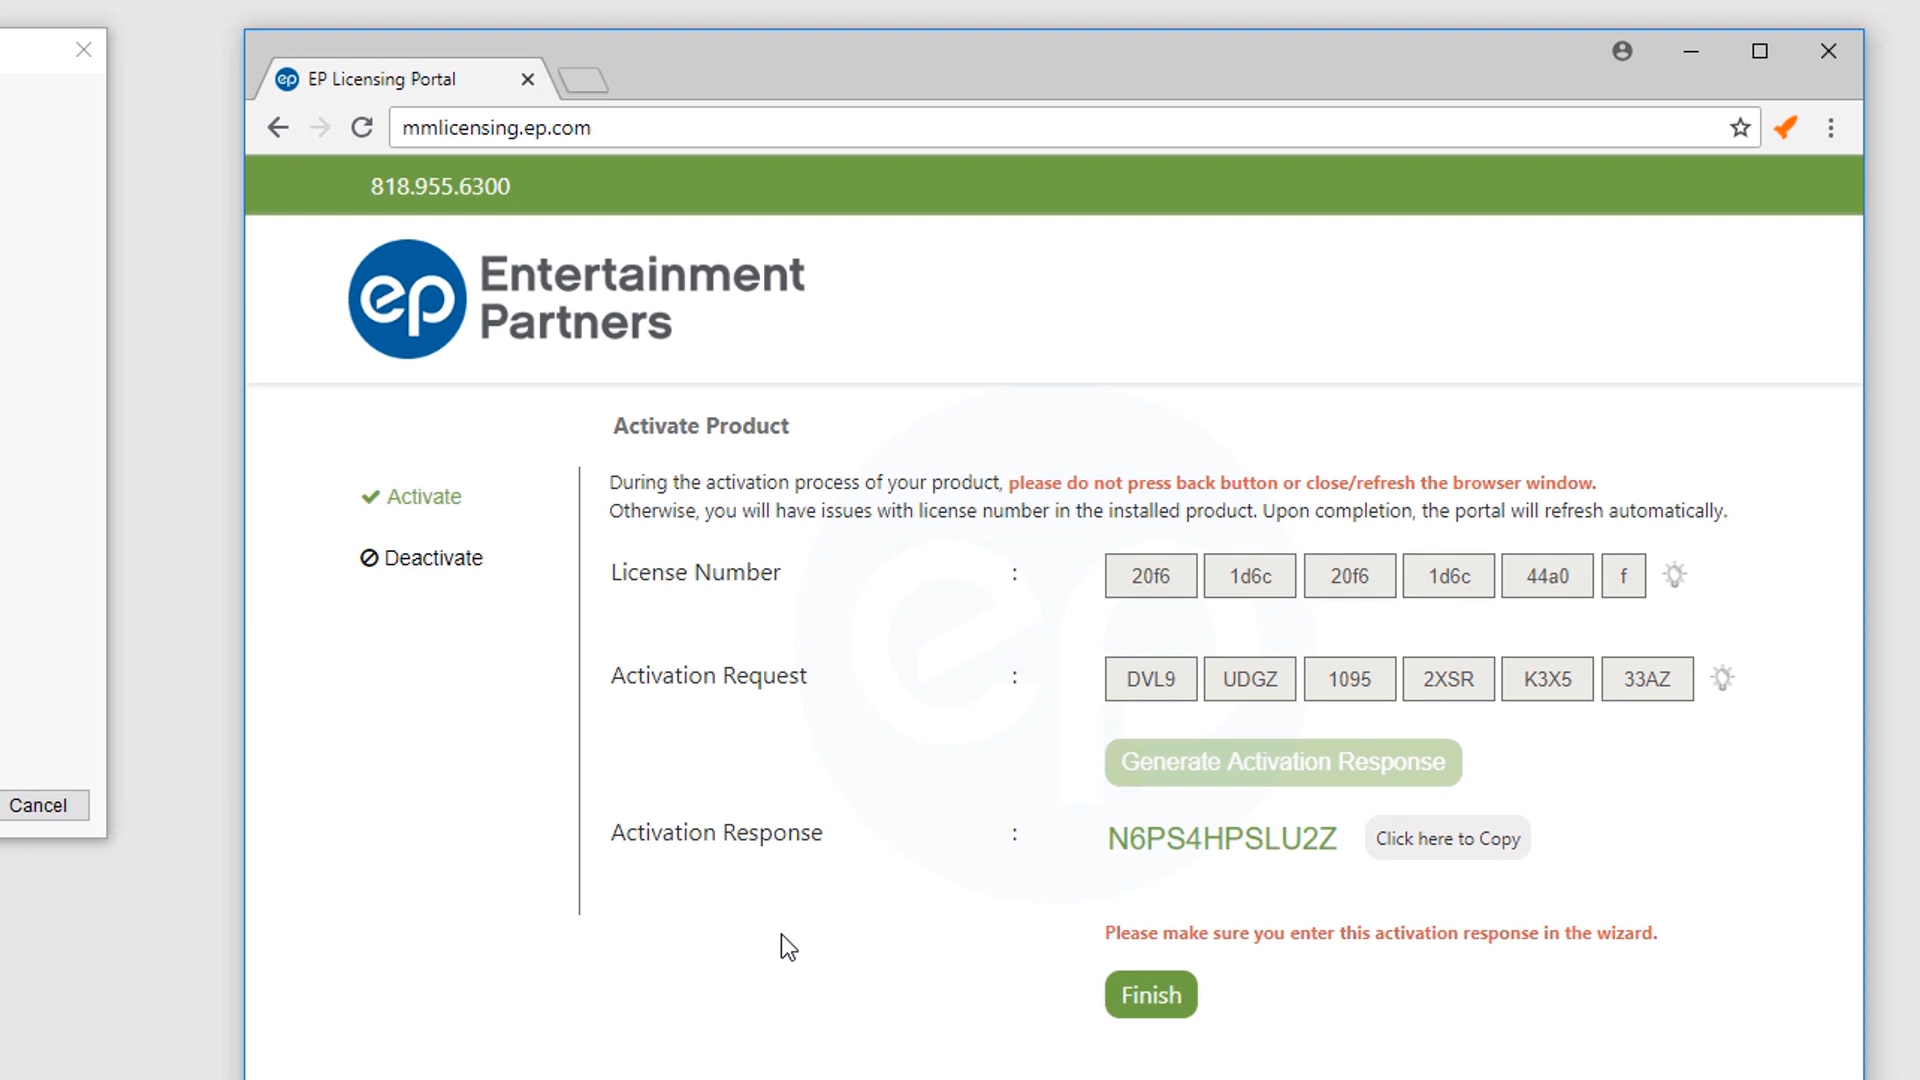 EP Licensing Portal
mmlicensing.ep.com
818.955.6300
ep Entertainment
Partners
Activate Product
During the activation process of your product, please do not press back button or close/refresh the browser window.
Otherwise, you will have issues with license number in the installed product. Upon completion, the portal will refresh automatically.
Activate
Deactivate
License Number : 20f6 1d6c 20f6 1d6c 44a0 f
Activation Request : DVL9 UDGZ 1095 2XSR K3X5 33AZ
Generate Activation Response
Cancel
Activation Response : N6PS4HPSLU2Z Click here to Copy
Please make sure you enter this activation response in the wizard.
Finish